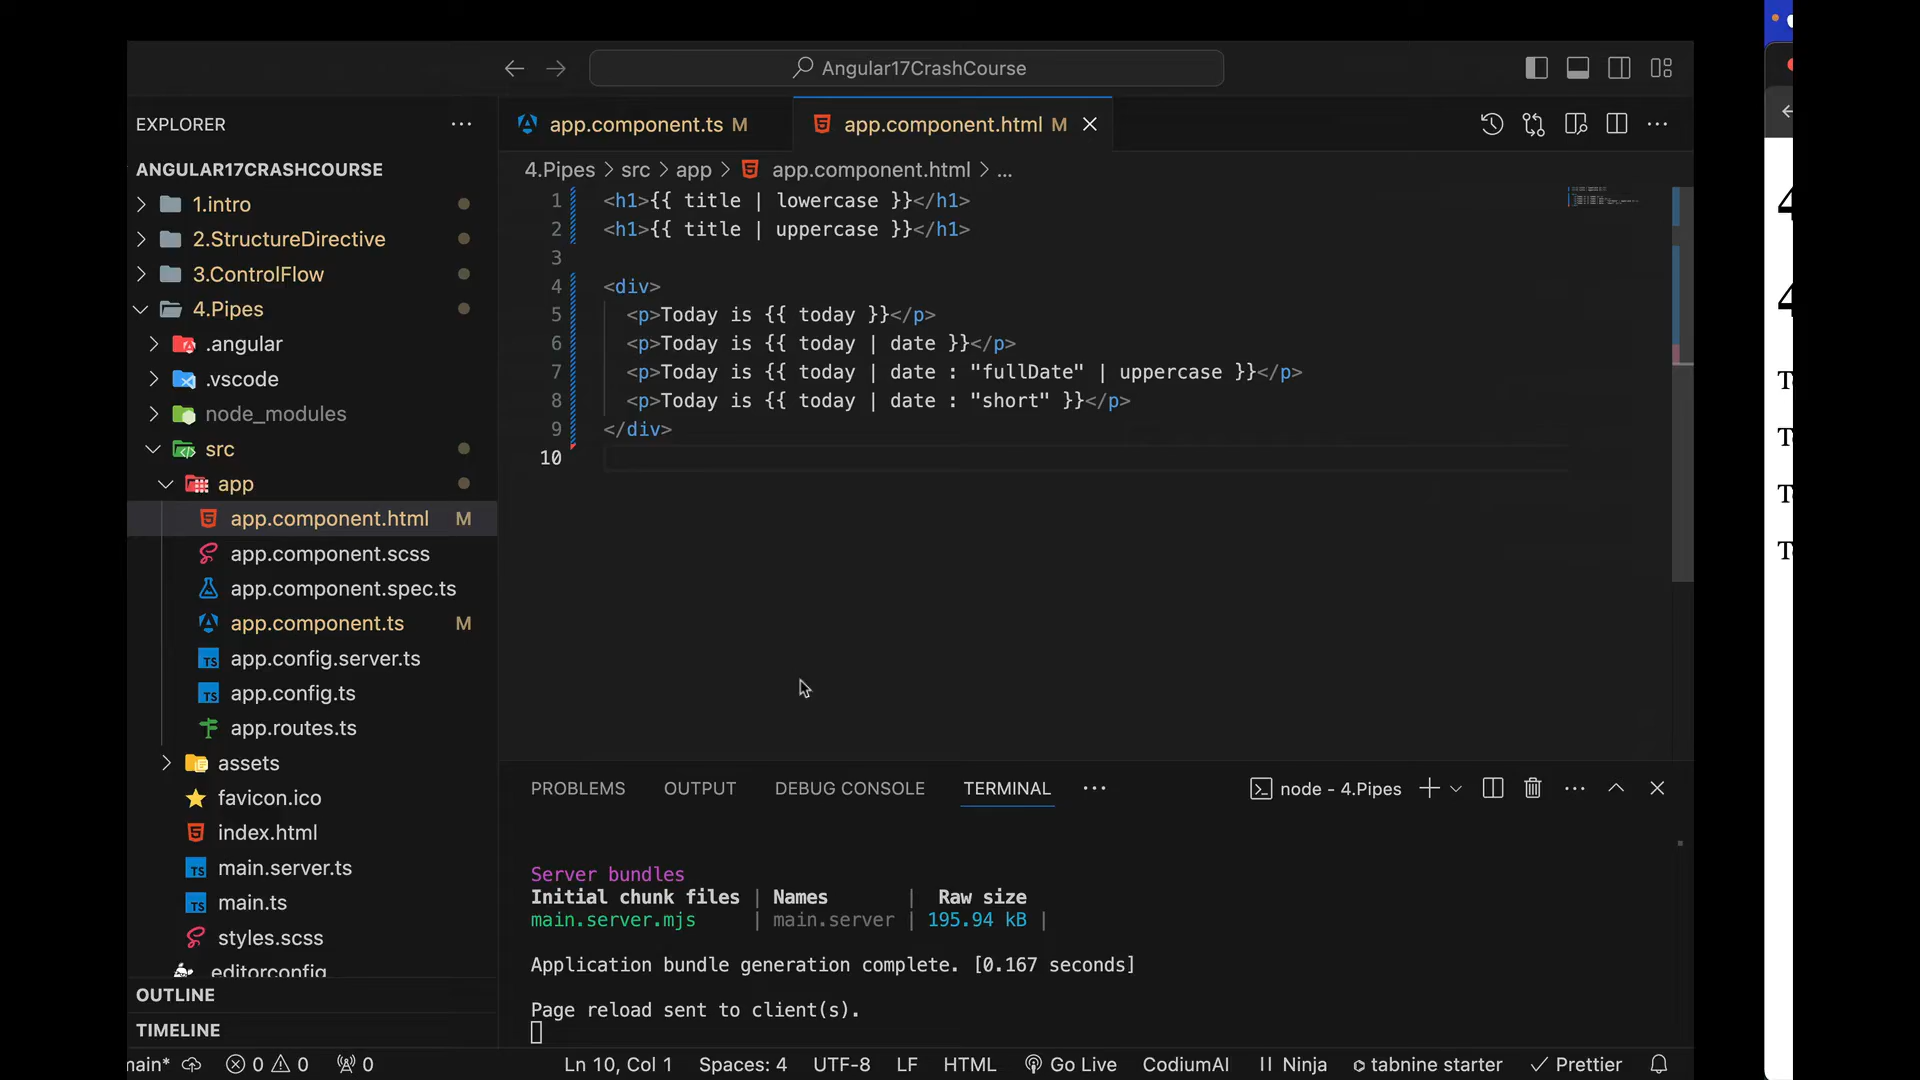 Angular17CrashCourse
EXPLORER
ANGULAR17CRASHCOURSE
1.intro
2.StructureDirective
3.ControlFlow
4.Pipes
.angular
.vscode
node_modules
src
app
app.component.html M
app.component.scss
app.component.spec.ts
app.component.ts M
app.config.server.ts
app.config.ts
app.routes.ts
assets
favicon.ico
index.html
main.server.ts
main.ts
styles.scss
editorconfig
OUTLINE
TIMELINE
app.component.ts M
app.component.html M
4.Pipes > src > app > app.component.html > ...
1 <h1>{{ title | lowercase }}</h1>
2 <h1>{{ title | uppercase }}</h1>
3
4 <div>
5 <p>Today is {{ today }}</p>
6 <p>Today is {{ today | date }}</p>
7 <p>Today is {{ today | date : "fullDate" | uppercase }}</p>
8 <p>Today is {{ today | date : "short" }}</p>
9 </div>
10
PROBLEMS OUTPUT DEBUG CONSOLE TERMINAL ... node - 4.Pipes
Server bundles
Initial chunk files | Names | Raw size
main.server.mjs | main.server | 195.94 kB |
Application bundle generation complete. [0.167 seconds]
Page reload sent to client(s).
main* 0 0 0 Ln 10, Col 1 Spaces: 4 UTF-8 LF HTML Go Live CodiumAI Ninja tabnine starter Prettier
4
4
T
T
T
T